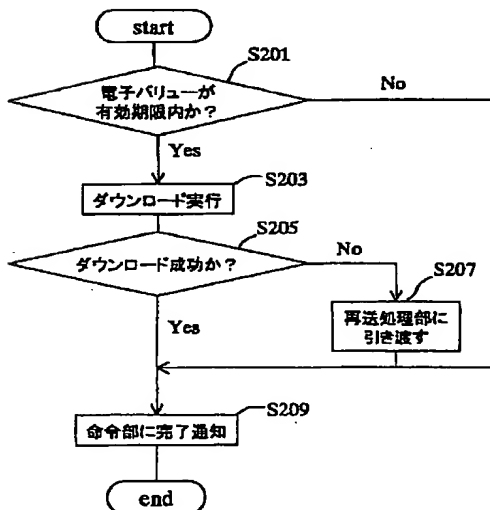 start
S201
電子バリューが
有効期限内か?
No
Yes
S203
ダウンロード実行
S205
ダウンロード成功か?
No
S207
再送処理部に
引き渡す
Yes
S209
命令部に完了通知
end